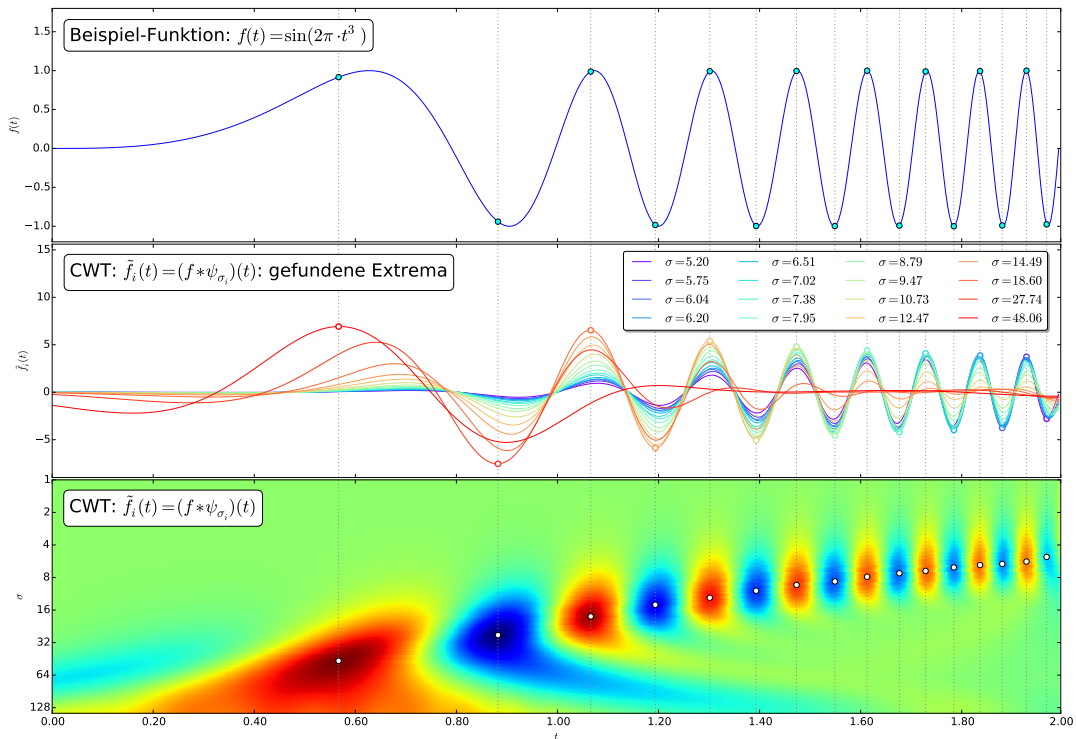 Beispiel-Funktion: f(t)=sin(2π·t³)
1.5
1.0
0.5
0.0
−0.5
−1.0
f(t)
CWT: f̃ᵢ(t)=(f∗ψ_σᵢ)(t): gefundene Extrema
σ=5.20 σ=6.51 σ=8.79 σ=14.49
σ=5.75 σ=7.02 σ=9.47 σ=18.60
σ=6.04 σ=7.38 σ=10.73 σ=27.74
σ=6.20 σ=7.95 σ=12.47 σ=48.06
15
10
5
0
−5
f̃ᵢ(t)
CWT: f̃ᵢ(t)=(f∗ψ_σᵢ)(t)
1
2
4
8
16
32
64
128
σ
0.00 0.20 0.40 0.60 0.80 1.00 1.20 1.40 1.60 1.80 2.00
t